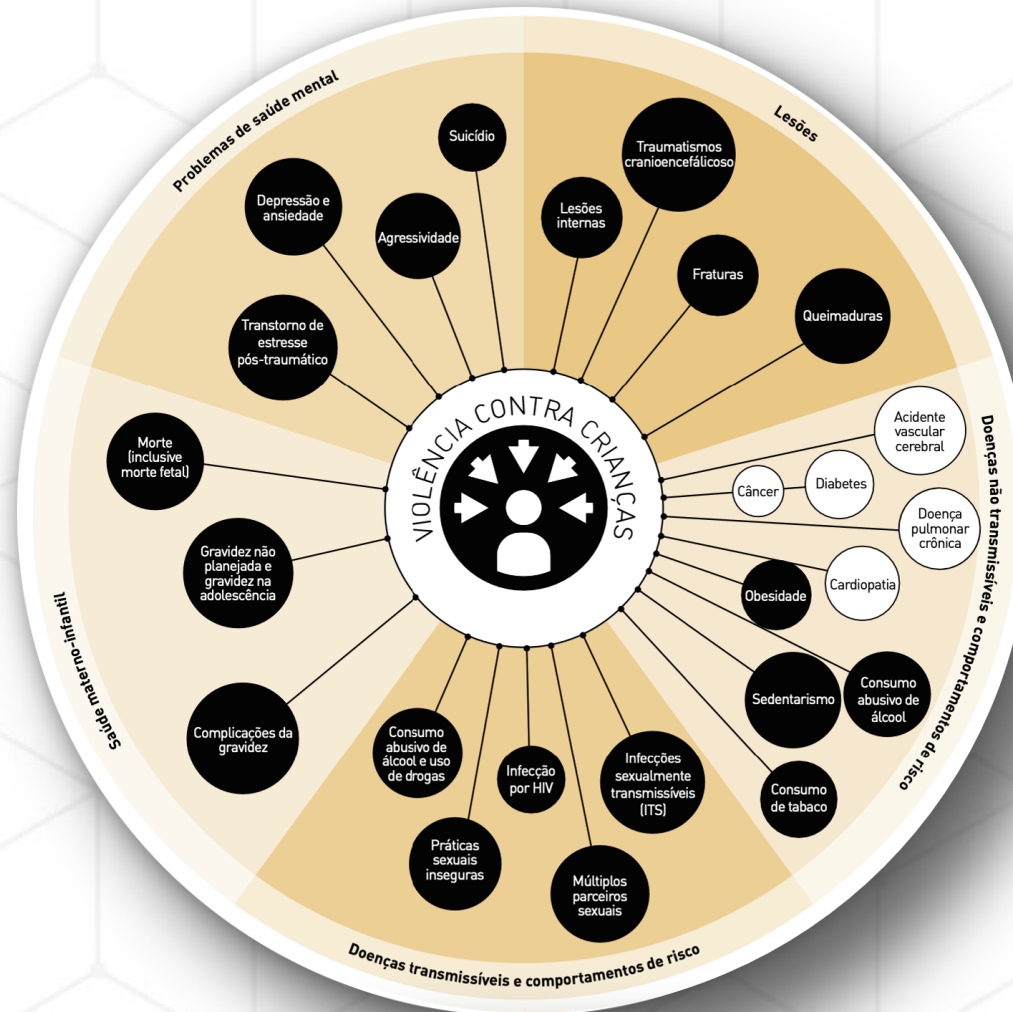 Problemas de saúde mental
Suicídio
Depressão e
ansiedade
Agressividade
Transtorno de
estresse
pós-traumático
Lesões
Traumatismos
cranioencefálicoso
Lesões
internas
Fraturas
Queimaduras
VIOLÊNCIA CONTRA CRIANÇAS
Doenças não transmissíveis e comportamentos de risco
Acidente
vascular
cerebral
Câncer
Diabetes
Doença
pulmonar
crônica
Cardiopatia
Obesidade
Consumo
abusivo de
álcool
Sedentarismo
Consumo
de tabaco
Doenças transmissíveis e comportamentos de risco
Infecções
sexualmente
transmissíveis
(ITS)
Múltiplos
parceiros
sexuais
Infecção
por HIV
Práticas
sexuais
inseguras
Consumo
abusivo de
álcool e uso
de drogas
Saúde materno-infantil
Complicações da
gravidez
Gravidez não
planejada e
gravidez na
adolescência
Morte
(inclusive
morte fetal)